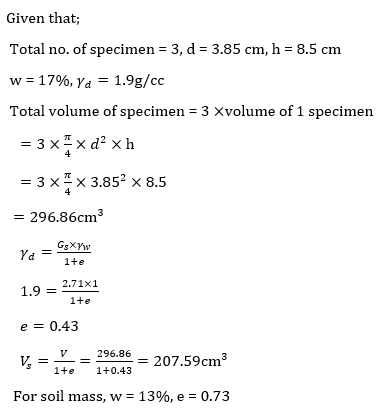 Given that;
Total no. of specimen = 3, d = 3.85 cm, h = 8.5 cm
w = 17%, γd = 1.9g/cc
Total volume of specimen = 3 ×volume of 1 specimen
= 3 × π/4 × d² × h
= 3 × π/4 × 3.85² × 8.5
= 296.86cm³
γd = Gs×γw/1+e
1.9 = 2.71×1/1+e
e = 0.43
Vs = V/1+e = 296.86/1+0.43 = 207.59cm³
For soil mass, w = 13%, e = 0.73